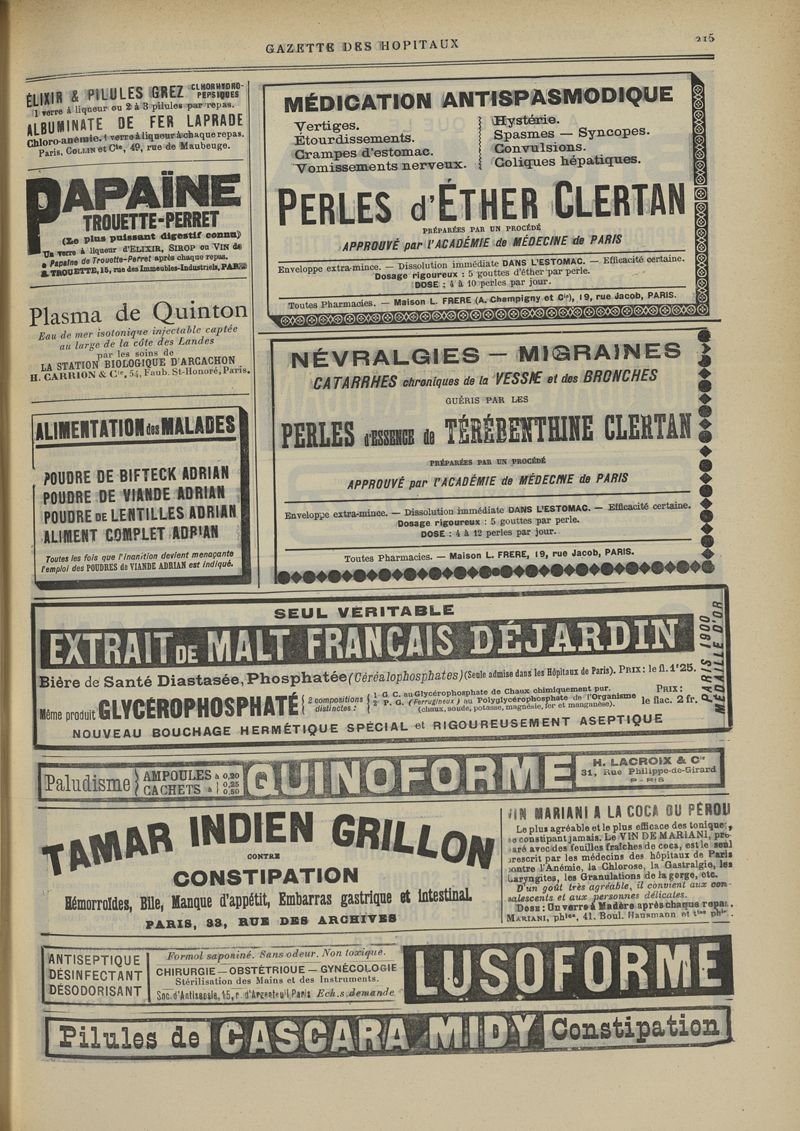 GAZETTE DES HOPITAUX
215
ÉLIXIR & PILULES GREZ CLHORHYDRO-PEPSIQUES
1 verre à liqueur ou 2 à 3 pilules par repas.
ALBUMINATE DE FER LAPRADE
Chloro-anémie. 1 verre à liqueur à chaque repas.
Paris, COLLIN et Cie, 49, rue de Maubeuge.
PAPAÏNE
TROUETTE-PERRET
(Le plus puissant digestif connu)
Un verre à liqueur d'ELIXIR, SIROP ou VIN de
Papaïne de Trouette-Perret après chaque repas.
E. TROUETTE, 15, rue des Immeubles-Industriels, PARIS
Plasma de Quinton
Eau de mer isotonique injectable captée
au large de la côte des Landes
par les soins de
LA STATION BIOLOGIQUE D'ARCACHON
H. CARRION & Cie, 54, Faub. St-Honoré, Paris.
ALIMENTATION des MALADES
POUDRE DE BIFTECK ADRIAN
POUDRE DE VIANDE ADRIAN
POUDRE DE LENTILLES ADRIAN
ALIMENT COMPLET ADRIAN
Toutes les fois que l'inanition devient menaçante
l'emploi des POUDRES de VIANDE ADRIAN est indiqué.
MÉDICATION ANTISPASMODIQUE
Vertiges.
Étourdissements.
Crampes d'estomac.
Vomissements nerveux.
Hystérie.
Spasmes — Syncopes.
Convulsions.
Coliques hépatiques.
PERLES d'ÉTHER CLERTAN
PRÉPARÉES PAR UN PROCÉDÉ
APPROUVÉ par l'ACADÉMIE de MÉDECINE de PARIS
Enveloppe extra-mince. — Dissolution immédiate DANS L'ESTOMAC. — Efficacité certaine.
Dosage rigoureux : 5 gouttes d'éther par perle.
DOSE : 4 à 10 perles par jour.
Toutes Pharmacies. — Maison L. FRERE (A. Champigny et Cie), 19, rue Jacob, PARIS.
NÉVRALGIES — MIGRAINES
CATARRHES chroniques de la VESSIE et des BRONCHES
GUÉRIS PAR LES
PERLES d'ESSENCE de TÉRÉBENTHINE CLERTAN
PRÉPARÉES PAR UN PROCÉDÉ
APPROUVÉ par l'ACADÉMIE de MÉDECINE de PARIS
Enveloppe extra-mince. — Dissolution immédiate DANS L'ESTOMAC. — Efficacité certaine.
Dosage rigoureux : 5 gouttes par perle.
DOSE : 4 à 12 perles par jour.
Toutes Pharmacies. — Maison L. FRERE, 19, rue Jacob, PARIS.
SEUL VÉRITABLE
EXTRAIT DE MALT FRANÇAIS DÉJARDIN
PARIS 1900
MÉDAILLE D'OR
Bière de Santé Diastasée, Phosphatée (Céréalophosphates) (Seule admise dans les Hôpitaux de Paris). PRIX : le fl. 1f25.
Même produit GLYCÉROPHOSPHATÉ
2 compositions distinctes :
1° G. C. au Glycérophosphate de Chaux chimiquement pur.
2° P. G. (Ferrugineux) au Polyglycérophosphate de l'Organisme
(chaux, soude, potasse, magnésie, fer et manganèse).
PRIX :
le flac. 2 fr.
NOUVEAU BOUCHAGE HERMÉTIQUE SPÉCIAL et RIGOUREUSEMENT ASEPTIQUE
Paludisme
AMPOULES à 0,20
CACHETS à 0,25 0,50
QUINOFORME
H. LACROIX & Cie
31, Rue Philippe-de-Girard
PARIS
TAMAR INDIEN GRILLON
CONTRE
CONSTIPATION
Hémorroïdes, Bile, Manque d'appétit, Embarras gastrique et intestinal.
PARIS, 33, RUE DES ARCHIVES
VIN MARIANI A LA COCA DU PÉROU
Le plus agréable et le plus efficace des toniques,
ne constipant jamais. Le VIN DE MARIANI, pré-
paré avec des feuilles fraîches de coca, est le seul
prescrit par les médecins des hôpitaux de Paris
contre l'Anémie, la Chlorose, la Gastralgie, les
Laryngites, les Granulations de la gorge, etc.
D'un goût très agréable, il convient aux con-
valescents et aux personnes délicates.
Dose : Un verre à Madère après chaque repas.
MARIANI, phien, 41, Boul. Hausmann et ttes phies.
ANTISEPTIQUE
DÉSINFECTANT
DÉSODORISANT
Formol saponiné. Sans odeur. Non toxique.
CHIRURGIE — OBSTÉTRIQUE — GYNÉCOLOGIE
Stérilisation des Mains et des Instruments.
Soc. d'Antisepsie, 15, r. d'Argenteuil Paris Ech. s. demande
LUSOFORME
Pilules de CASCARA MIDY Constipation